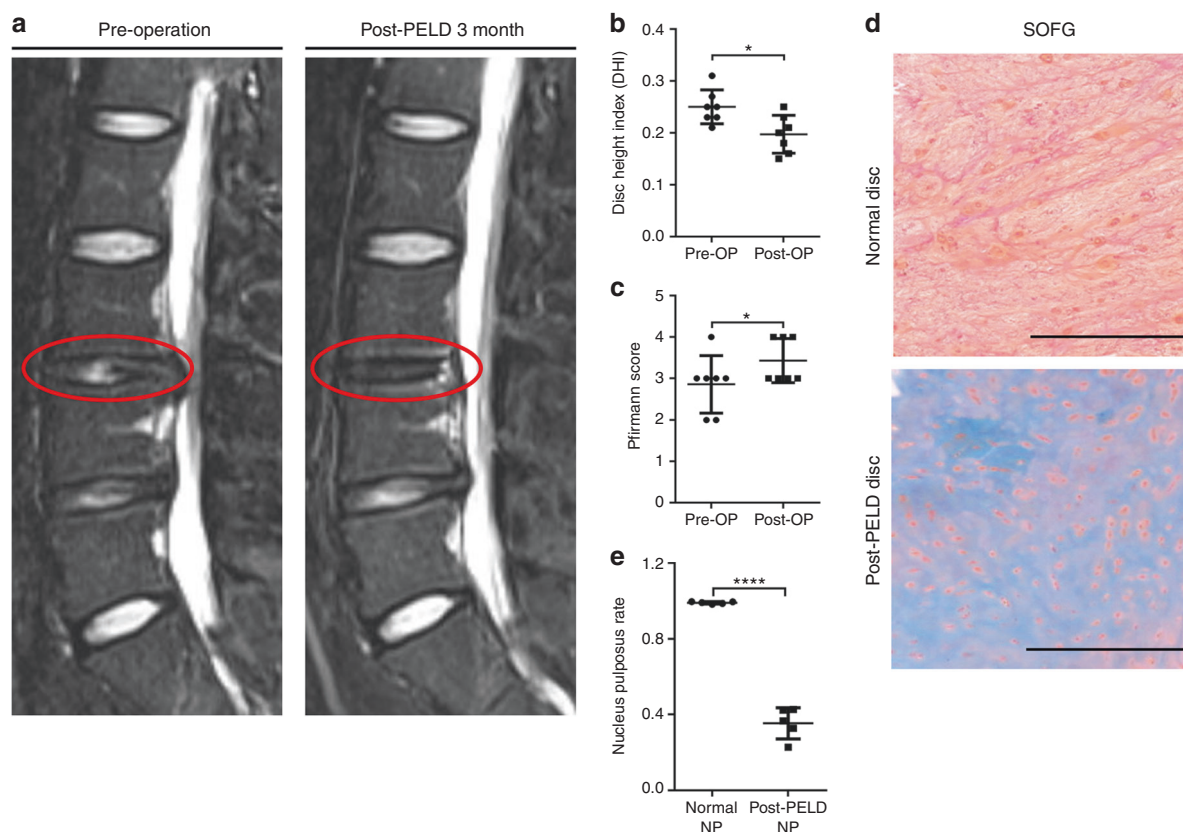 a
Pre-operation
Post-PELD 3 month
b
Disc height index (DHI)
0.4
0.3
0.2
0.1
0.0
*
Pre-OP
Post-OP
c
Pfirrmann score
5
4
3
2
1
0
*
Pre-OP
Post-OP
d
SOFG
Normal disc
Post-PELD disc
e
Nucleus pulposus rate
1.2
0.8
0.4
0.0
****
Normal
NP
Post-PELD
NP